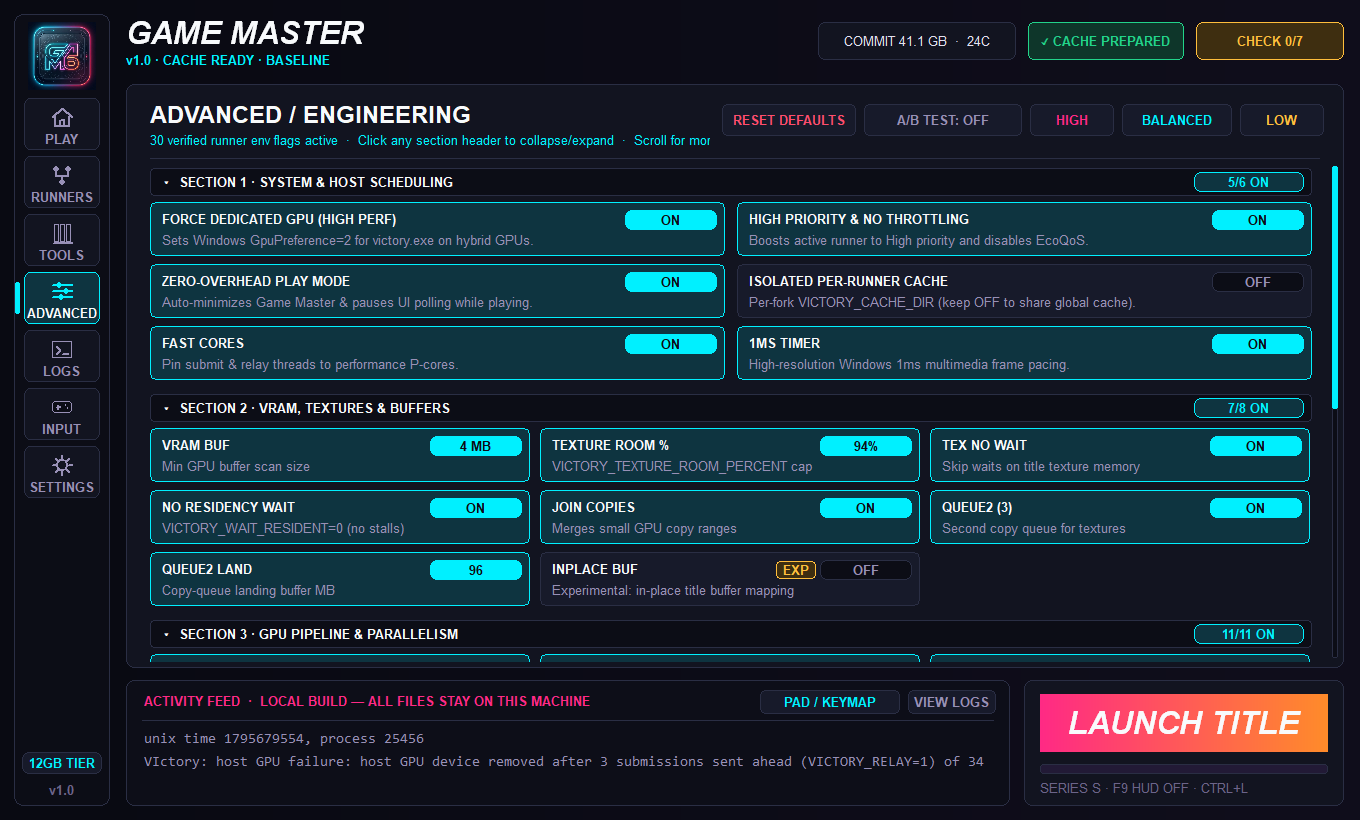 GAME MASTER
v1.0 · CACHE READY · BASELINE
COMMIT 41.1 GB · 24C
✓ CACHE PREPARED
CHECK 0/7
PLAY
RUNNERS
TOOLS
ADVANCED
LOGS
INPUT
SETTINGS
12GB TIER
v1.0
ADVANCED / ENGINEERING
30 verified runner env flags active · Click any section header to collapse/expand · Scroll for mor
RESET DEFAULTS
A/B TEST: OFF
HIGH
BALANCED
LOW
SECTION 1 · SYSTEM & HOST SCHEDULING
5/6 ON
FORCE DEDICATED GPU (HIGH PERF)
ON
Sets Windows GpuPreference=2 for victory.exe on hybrid GPUs.
HIGH PRIORITY & NO THROTTLING
ON
Boosts active runner to High priority and disables EcoQoS.
ZERO-OVERHEAD PLAY MODE
ON
Auto-minimizes Game Master & pauses UI polling while playing.
ISOLATED PER-RUNNER CACHE
OFF
Per-fork VICTORY_CACHE_DIR (keep OFF to share global cache).
FAST CORES
ON
Pin submit & relay threads to performance P-cores.
1MS TIMER
ON
High-resolution Windows 1ms multimedia frame pacing.
SECTION 2 · VRAM, TEXTURES & BUFFERS
7/8 ON
VRAM BUF
4 MB
Min GPU buffer scan size
TEXTURE ROOM %
94%
VICTORY_TEXTURE_ROOM_PERCENT cap
TEX NO WAIT
ON
Skip waits on title texture memory
NO RESIDENCY WAIT
ON
VICTORY_WAIT_RESIDENT=0 (no stalls)
JOIN COPIES
ON
Merges small GPU copy ranges
QUEUE2 (3)
ON
Second copy queue for textures
QUEUE2 LAND
96
Copy-queue landing buffer MB
INPLACE BUF
EXP
OFF
Experimental: in-place title buffer mapping
SECTION 3 · GPU PIPELINE & PARALLELISM
11/11 ON
ACTIVITY FEED · LOCAL BUILD — ALL FILES STAY ON THIS MACHINE
PAD / KEYMAP
VIEW LOGS
unix time 1795679554, process 25456
VIctory: host GPU failure: host GPU device removed after 3 submissions sent ahead (VICTORY_RELAY=1) of 34
LAUNCH TITLE
SERIES S · F9 HUD OFF · CTRL+L